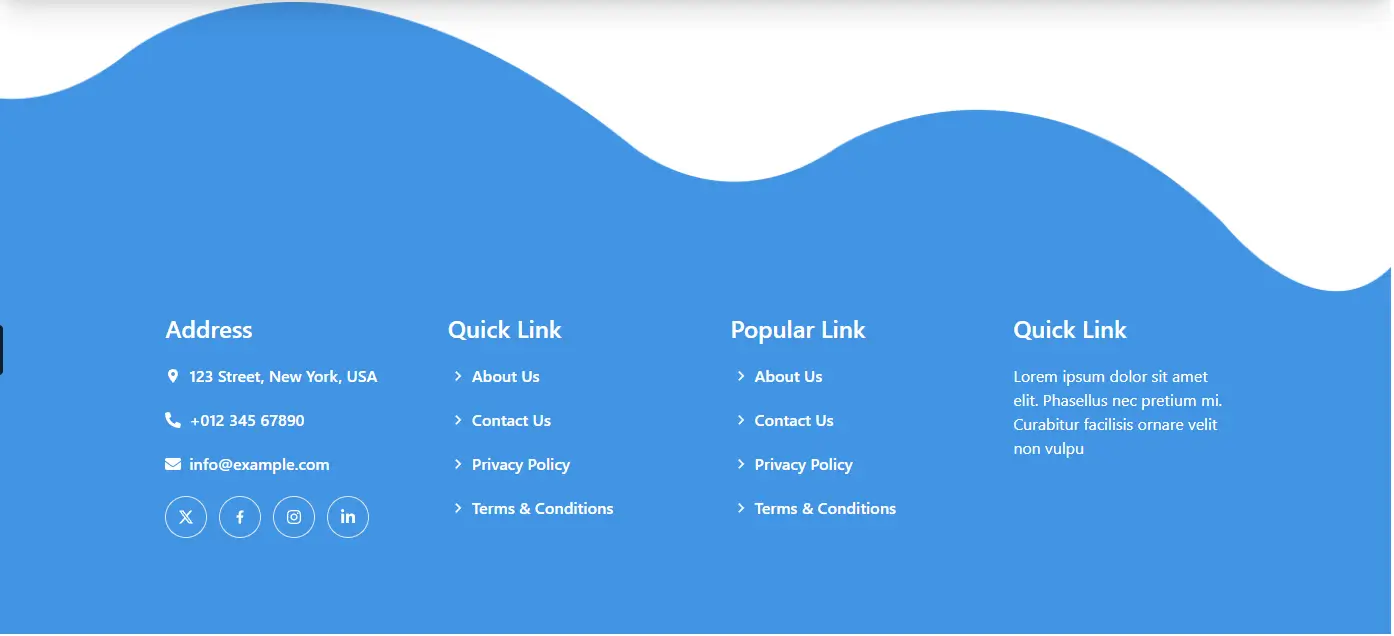 Address
123 Street, New York, USA
+012 345 67890
info@example.com
Quick Link
About Us
Contact Us
Privacy Policy
Terms & Conditions
Popular Link
About Us
Contact Us
Privacy Policy
Terms & Conditions
Quick Link
Lorem ipsum dolor sit amet
elit. Phasellus nec pretium mi.
Curabitur facilisis ornare velit
non vulpu